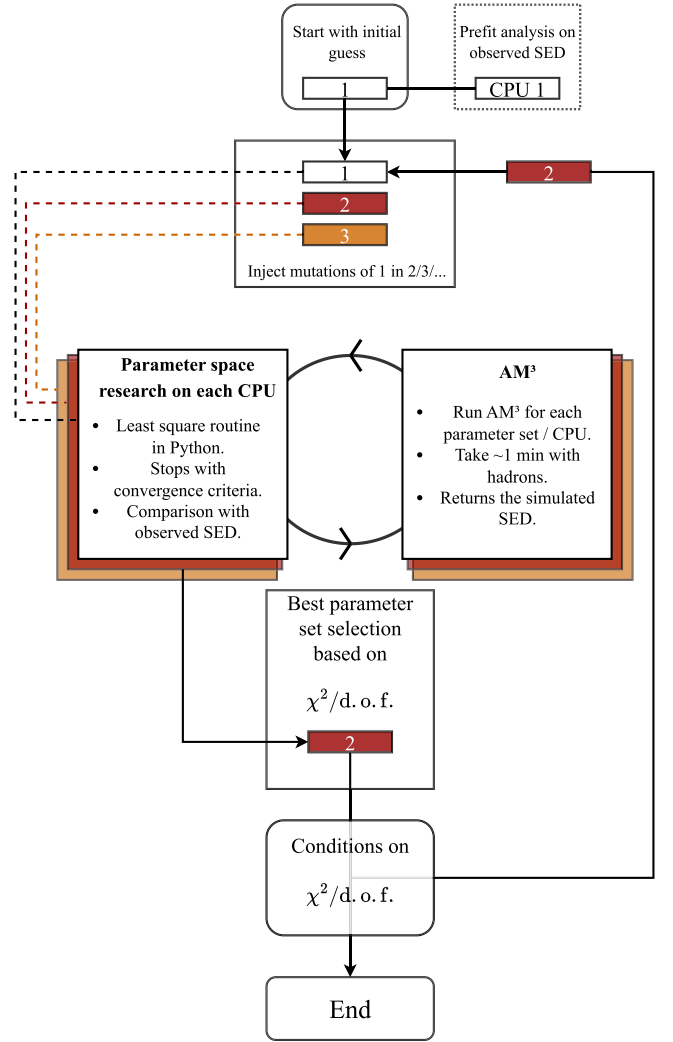 Start with initial
guess
1
Prefit analysis on
observed SED
CPU 1
1
2
2
3
Inject mutations of 1 in 2/3/...
Parameter space
research on each CPU
• Least square routine
in Python.
• Stops with
convergence criteria.
• Comparison with
observed SED.
AM³
• Run AM³ for each
parameter set / CPU.
• Take ~1 min with
hadrons.
• Returns the simulated
SED.
Best parameter
set selection
based on
χ²/d.o.f.
2
Conditions on
χ²/d.o.f.
End